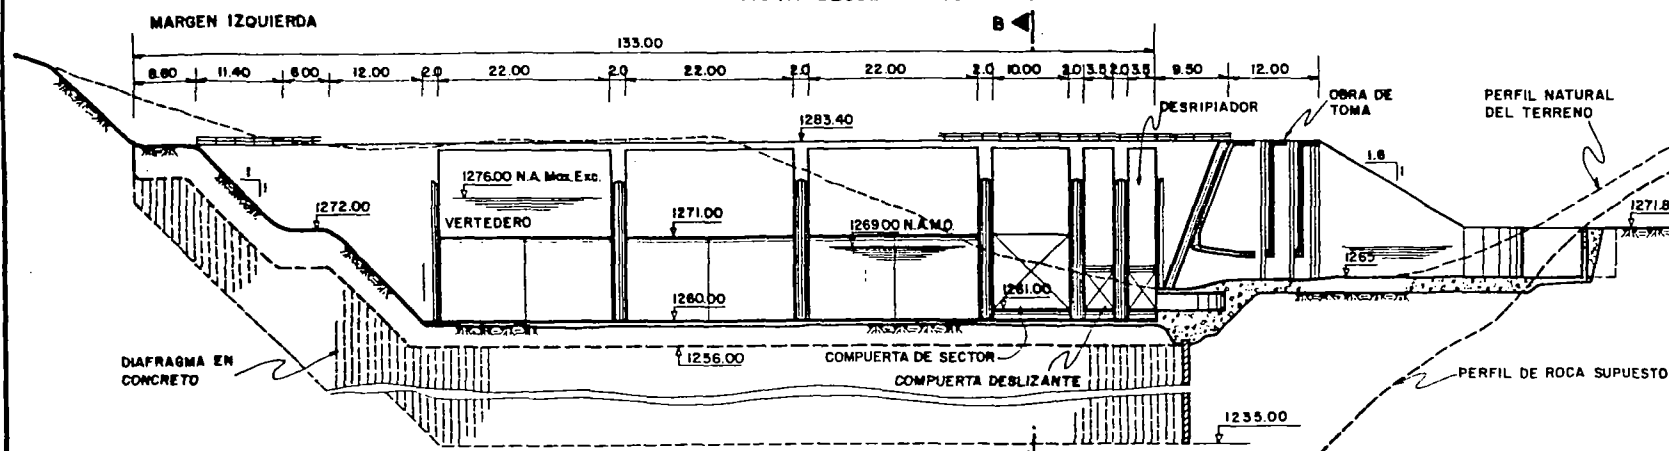 MARGEN IZQUIERDA
B
133.00
8.80 11.40 6.00 12.00 2.0 22.00 2.0 22.00 2.0 22.00 2.0 10.00 2.0 3.5 2.0 3.5 9.50 12.00
DESRIPIADOR
OBRA DE
TOMA
PERFIL NATURAL
DEL TERRENO
1283.40
1.6
1
1
1
1276.00 N.A. Max. Exc.
1272.00
VERTEDERO
1271.00
1269.00 N.A.M.O.
1271.8
1265
1260.00
1261.00
DIAFRAGMA EN
CONCRETO
1256.00
COMPUERTA DE SECTOR
COMPUERTA DESLIZANTE
PERFIL DE ROCA SUPUESTO
1235.00